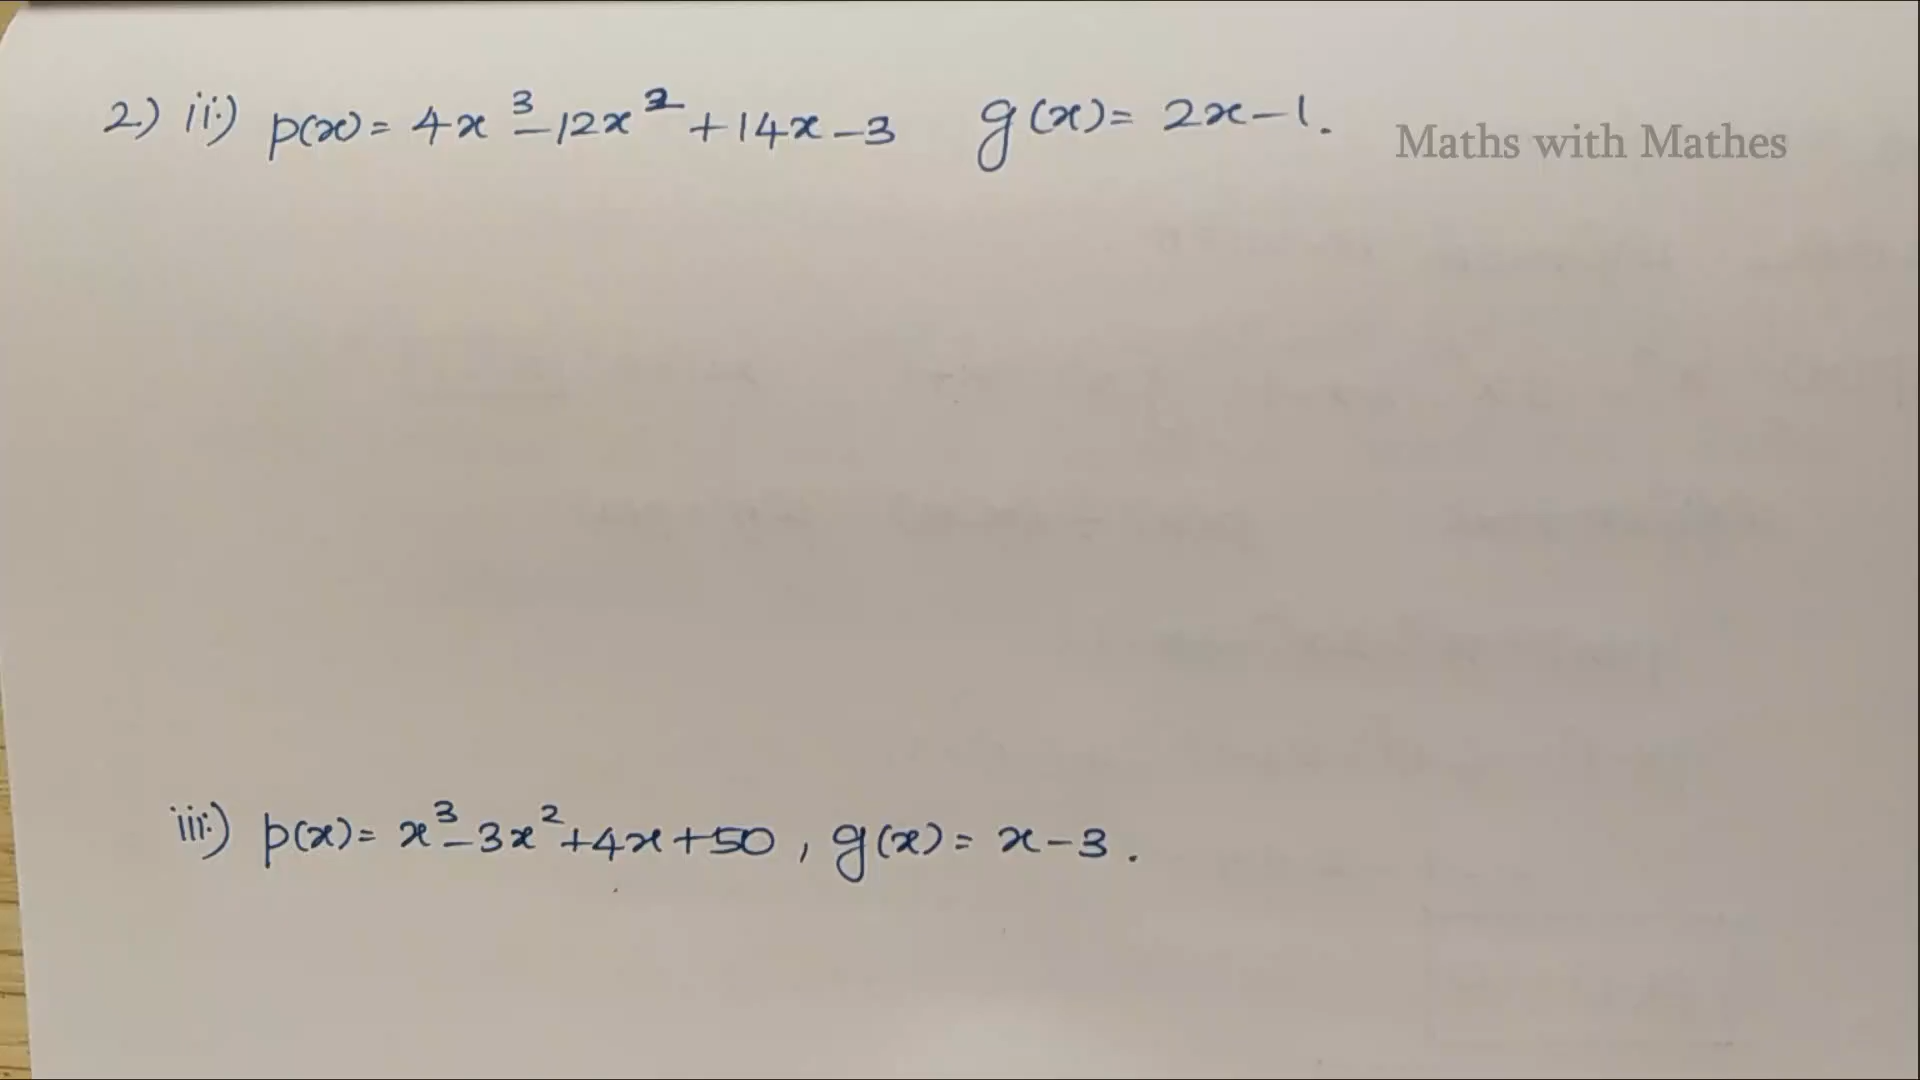 2.) ii.) p(x) = 4x³ - 12x² + 14x - 3 g(x) = 2x - 1.
Maths with Mathes
iii.) p(x) = x³ - 3x² + 4x + 50 , g(x) = x - 3 .